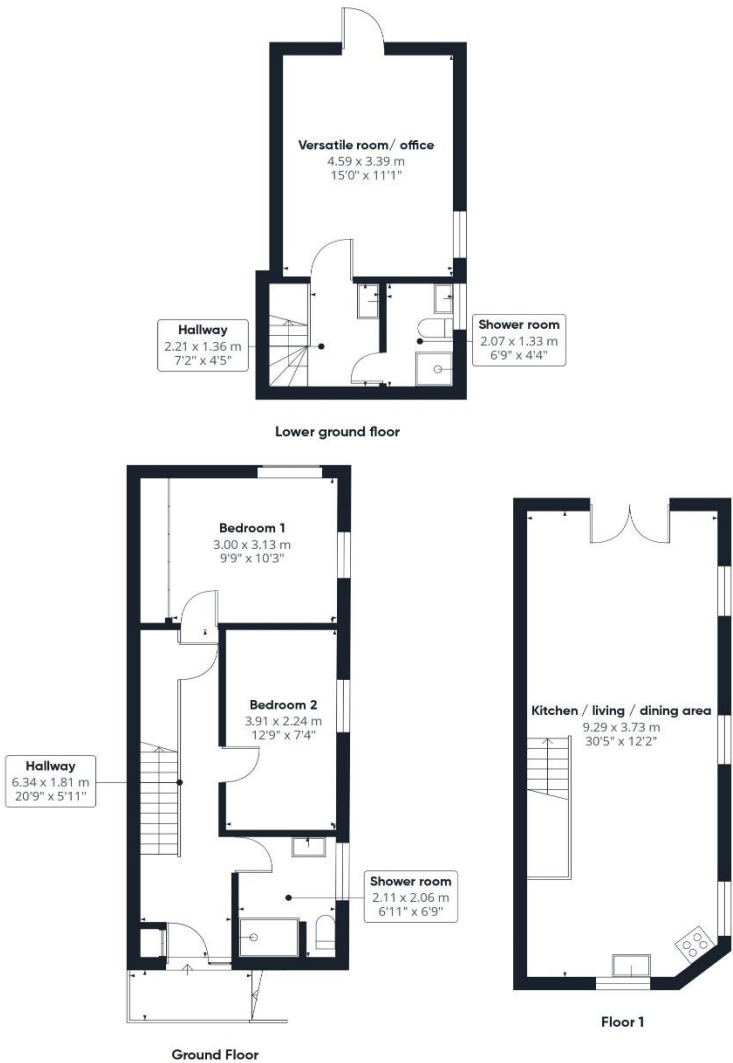 Versatile room/ office
4.59 x 3.39 m
15'0" x 11'1"
Hallway
2.21 x 1.36 m
7'2" x 4'5"
Shower room
2.07 x 1.33 m
6'9" x 4'4"
Lower ground floor
Bedroom 1
3.00 x 3.13 m
9'9" x 10'3"
Bedroom 2
3.91 x 2.24 m
12'9" x 7'4"
Hallway
6.34 x 1.81 m
20'9" x 5'11"
Shower room
2.11 x 2.06 m
6'11" x 6'9"
Ground Floor
Kitchen / living / dining area
9.29 x 3.73 m
30'5" x 12'2"
Floor 1